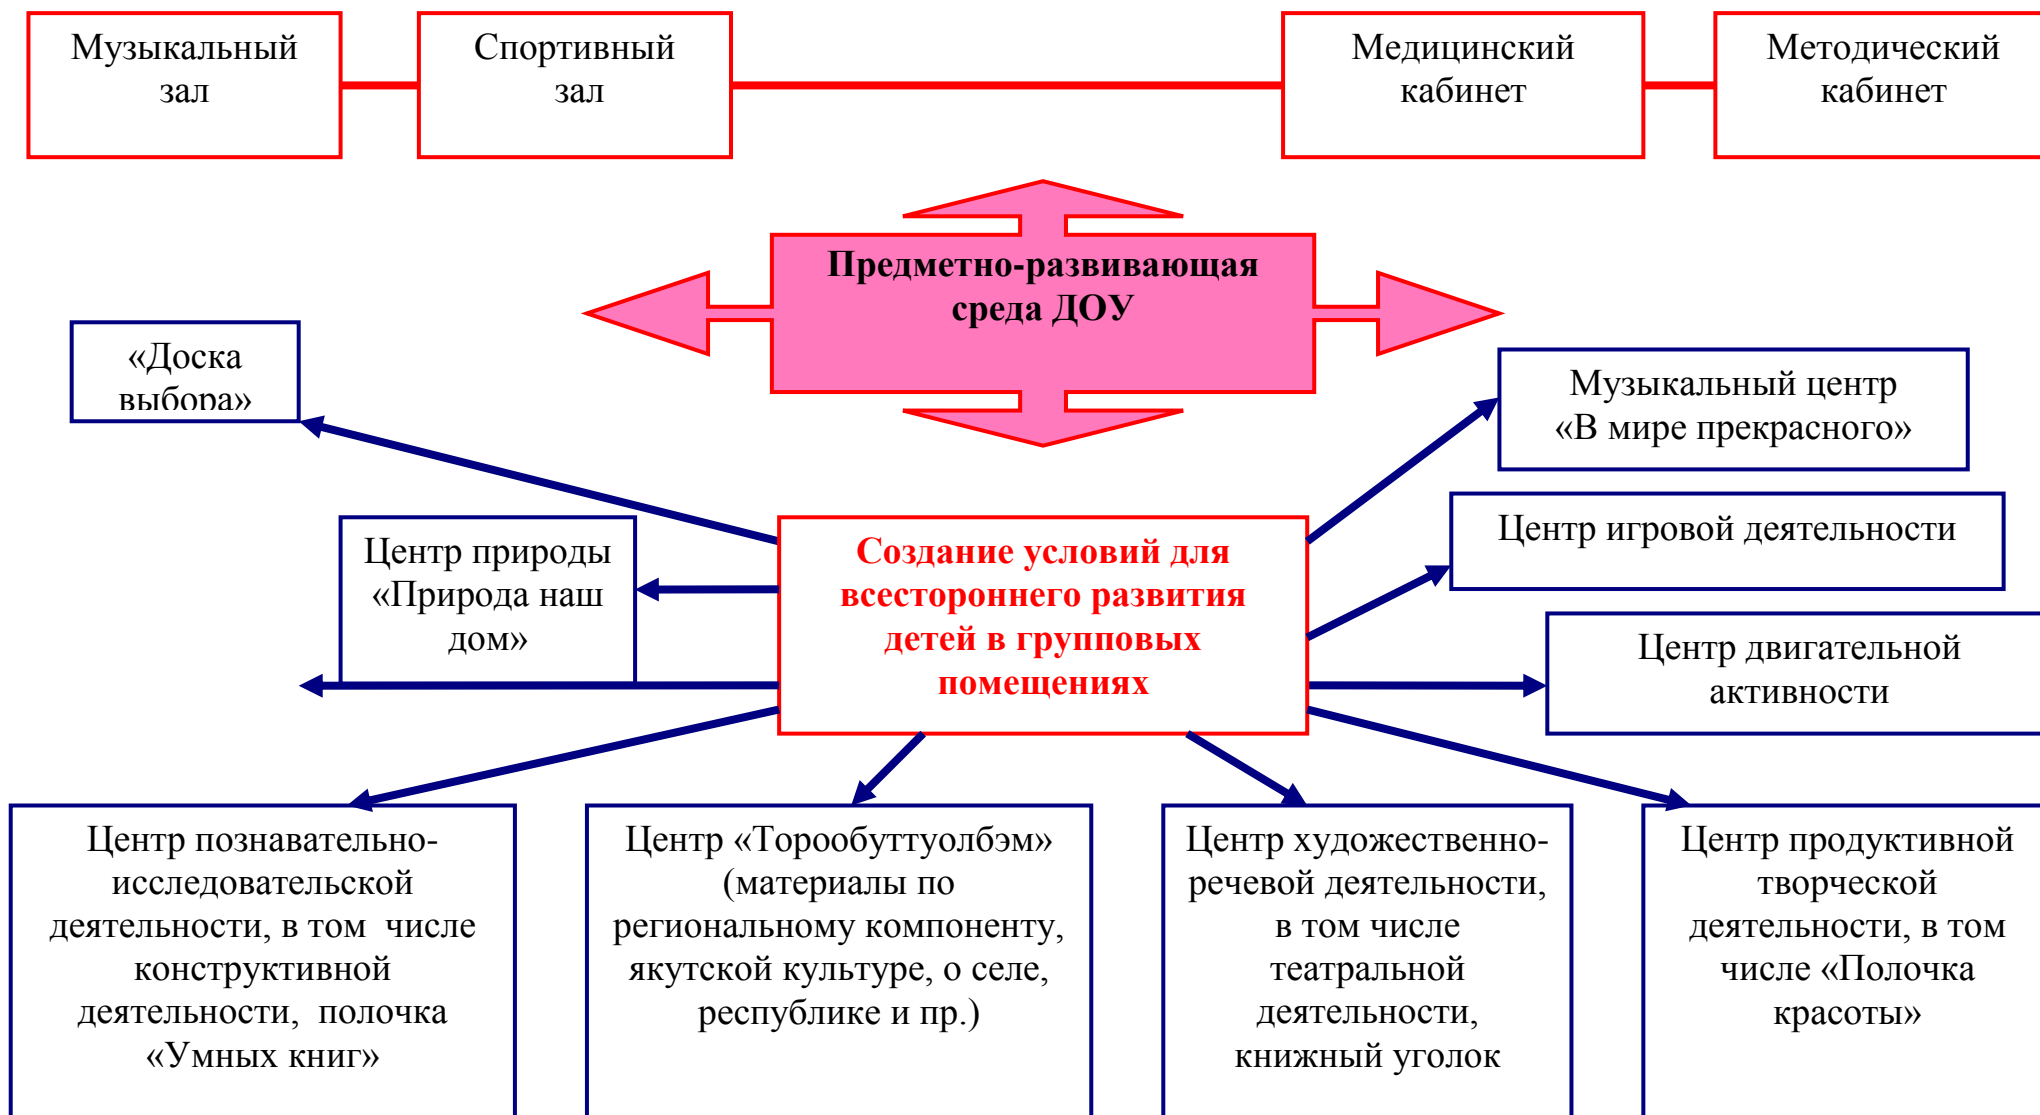 Музыкальный
зал
Спортивный
зал
Медицинский
кабинет
Методический
кабинет
Предметно-развивающая
среда ДОУ
«Доска
выбора»
Музыкальный центр
«В мире прекрасного»
Центр природы
«Природа наш
дом»
Создание условий для
всестороннего развития
детей в групповых
помещениях
Центр игровой деятельности
Центр двигательной
активности
Центр познавательно-
исследовательской
деятельности, в том  числе
конструктивной
деятельности,  полочка
«Умных книг»
Центр «Торообуттуолбэм»
(материалы по
региональному компоненту,
якутской культуре, о селе,
республике и пр.)
Центр художественно-
речевой деятельности,
в том числе
театральной
деятельности,
книжный уголок
Центр продуктивной
творческой
деятельности, в том
числе «Полочка
красоты»